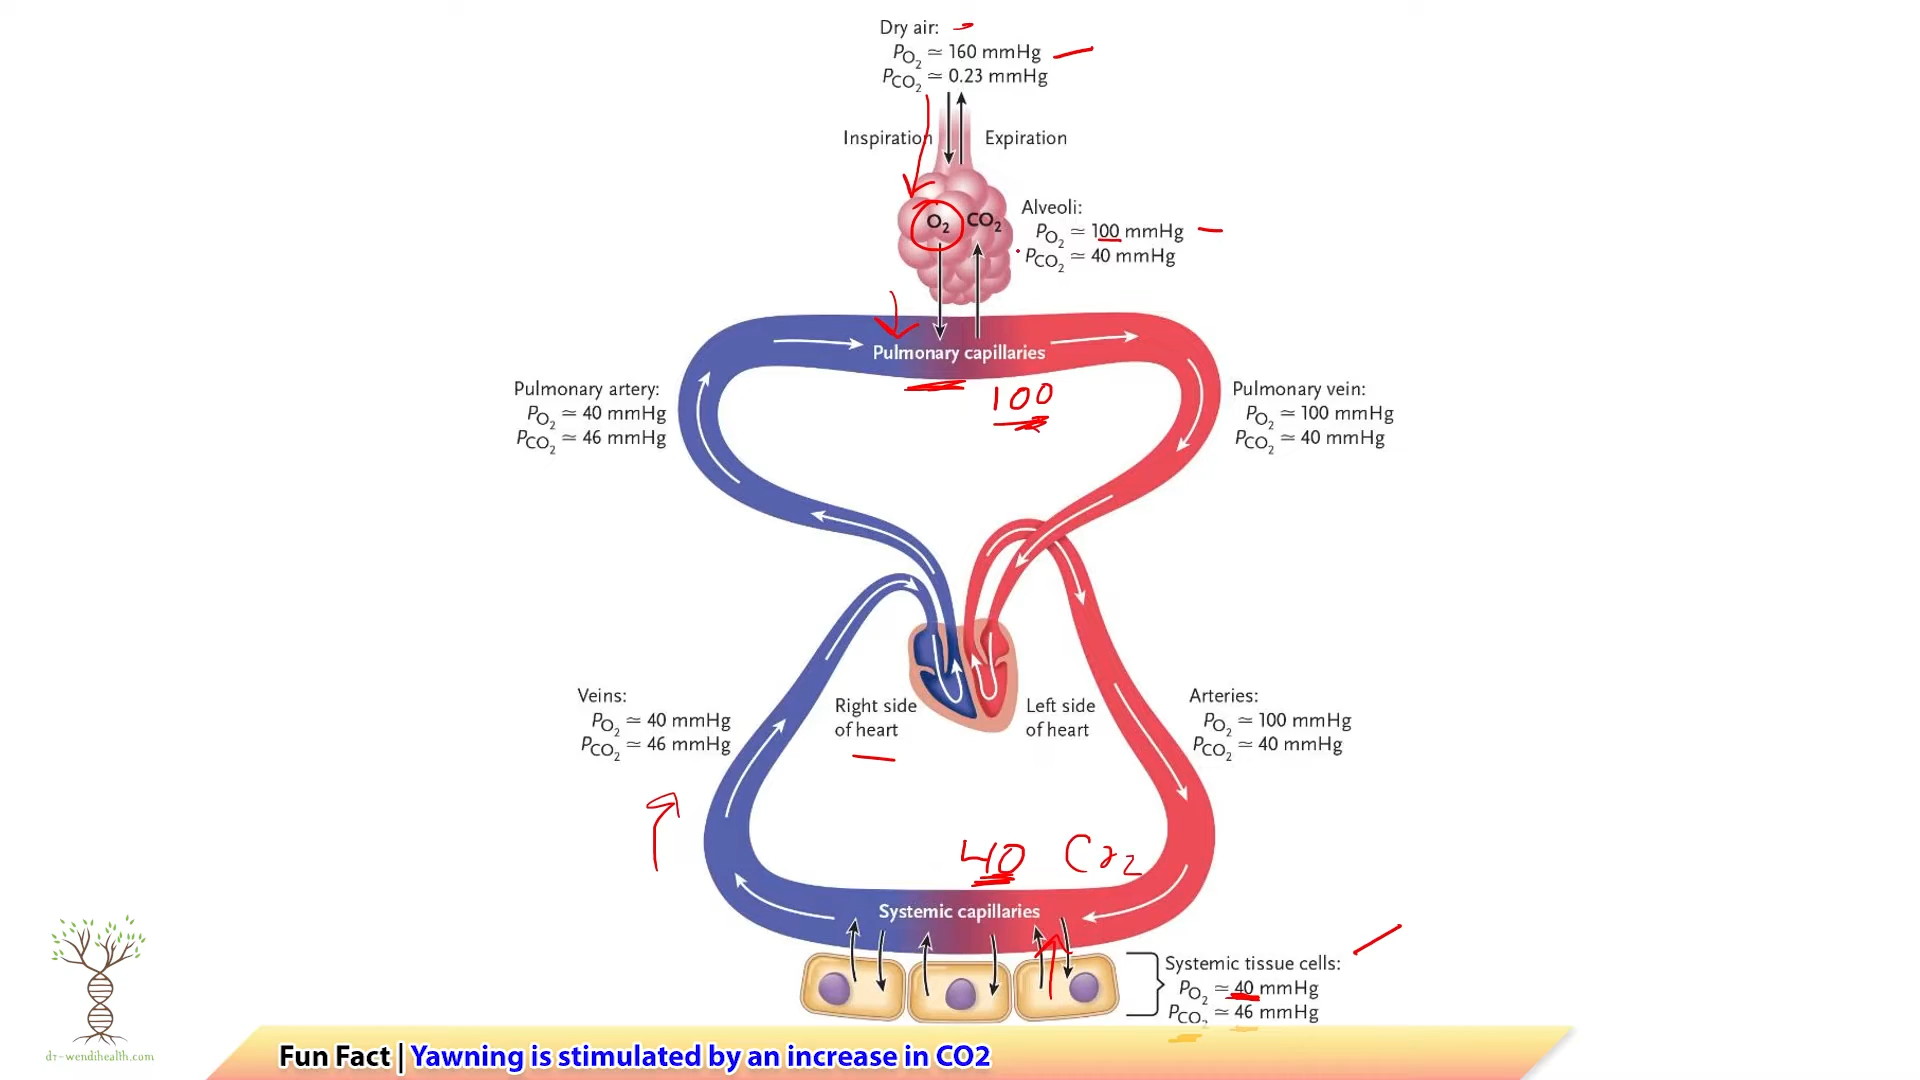 Dry air:
PO2 ≃ 160 mmHg
PCO2 ≃ 0.23 mmHg
Inspiration
Expiration
O2
CO2
Alveoli:
PO2 ≃ 100 mmHg
PCO2 ≃ 40 mmHg
Pulmonary capillaries
100
Pulmonary artery:
PO2 ≃ 40 mmHg
PCO2 ≃ 46 mmHg
Pulmonary vein:
PO2 ≃ 100 mmHg
PCO2 ≃ 40 mmHg
Veins:
PO2 ≃ 40 mmHg
PCO2 ≃ 46 mmHg
Right side
of heart
Left side
of heart
Arteries:
PO2 ≃ 100 mmHg
PCO2 ≃ 40 mmHg
40 CO2
Systemic capillaries
Systemic tissue cells:
PO2 ≃ 40 mmHg
PCO2 ≃ 46 mmHg
dr-wendihealth.com
Fun Fact | Yawning is stimulated by an increase in CO2